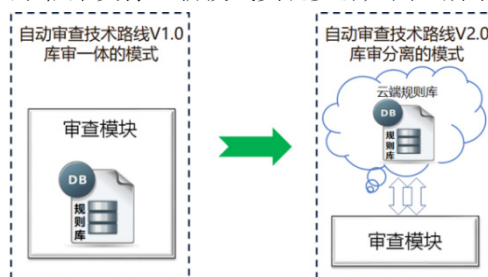 自动审查技术路线V1.0
库审一体的模式
审查模块
DB
规
则
库
自动审查技术路线V2.0
库审分离的模式
云端规则库
DB
规
则
库
审查模块